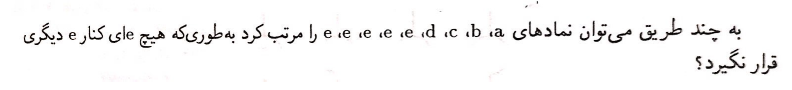 به چند طریق می‌توان نمادهای e ،e ،e ،e ،e ،d ،c ،b ،a را مرتب کرد به‌طوری‌که هیچ eای کنار e دیگری
قرار نگیرد؟